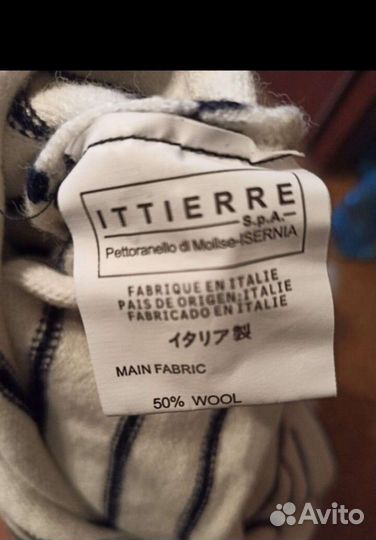 ITTIERRE
S.p.A.
Pettoranello di Molise-ISERNIA
FABRIQUE EN ITALIE
PAIS DE ORIGEN:ITALIE
FABRICADO EN ITALIE
イタリア製
MAIN FABRIC
50% WOOL
Avito